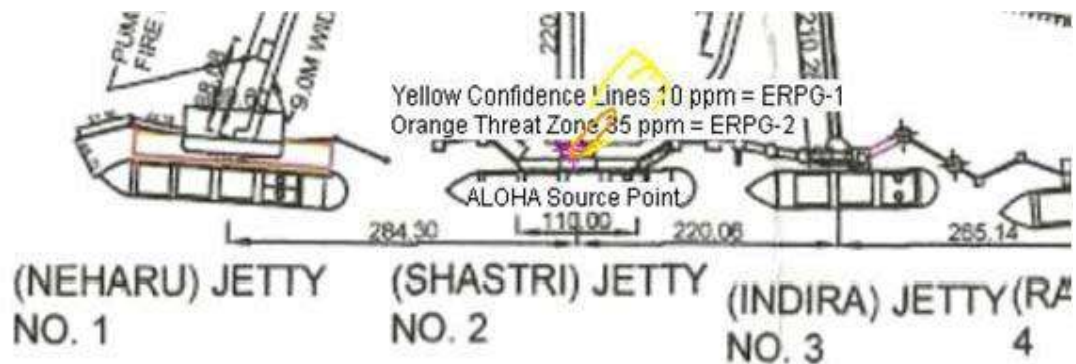 PUM
FIRE
9.0M WID
220
210.2
Yellow Confidence Lines 10 ppm = ERPG-1
Orange Threat Zone 35 ppm = ERPG-2
ALOHA Source Point
110.00
284.30
220.06
265.14
(NEHARU) JETTY
NO. 1
(SHASTRI) JETTY
NO. 2
(INDIRA) JETTY
NO. 3
(RA
4